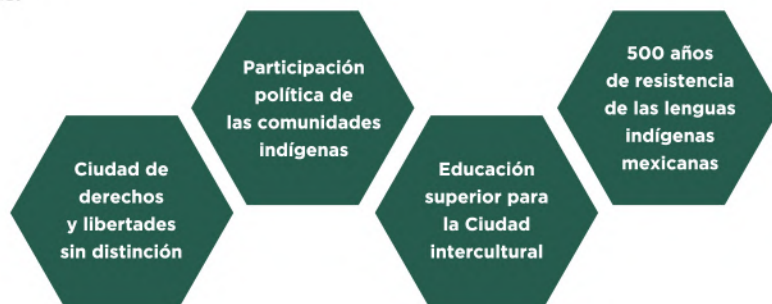 Ciudad de
derechos
y libertades
sin distinción
Participación
política de
las comunidades
indígenas
Educación
superior para
la Ciudad
intercultural
500 años
de resistencia
de las lenguas
indígenas
mexicanas